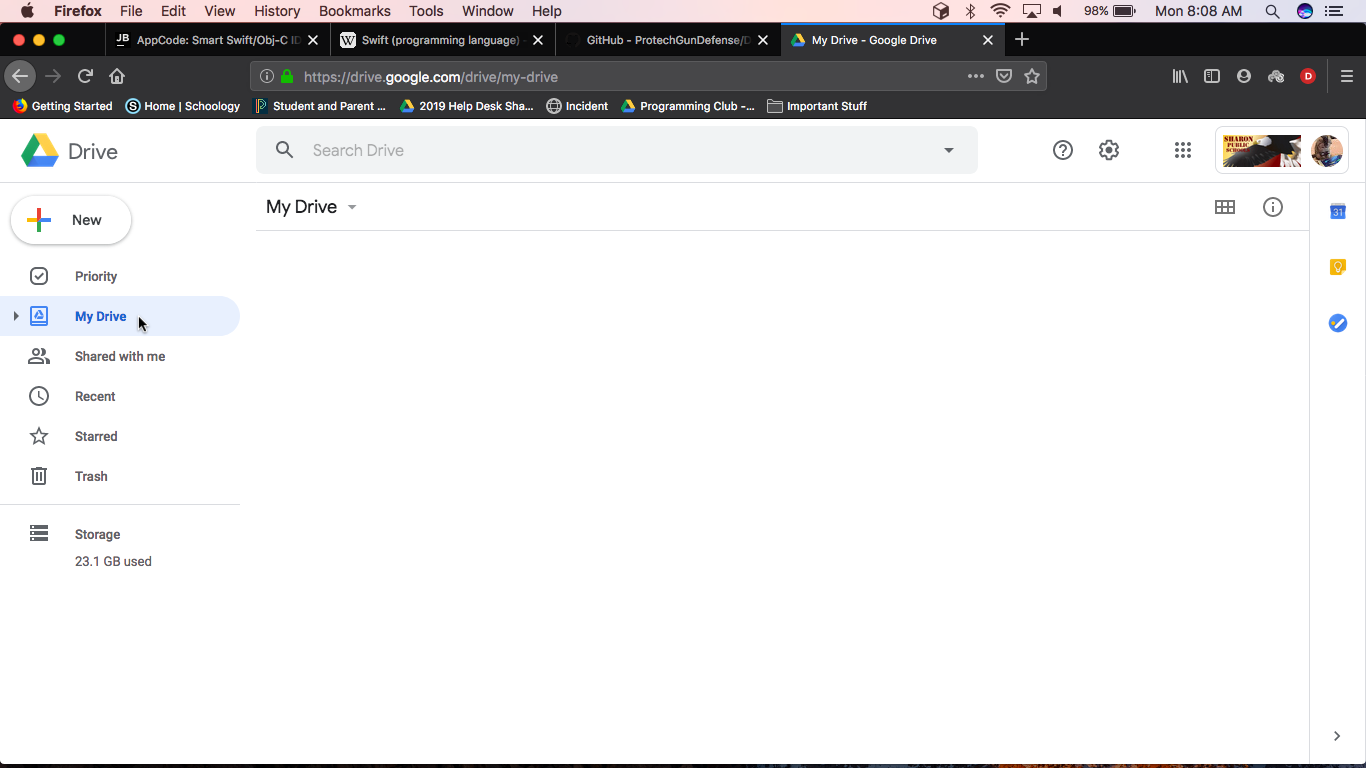 Firefox File Edit View History Bookmarks Tools Window Help 98% Mon 8:08 AM
JB AppCode: Smart Swift/Obj-C ID W Swift (programming language) - GitHub - ProtechGunDefense/D My Drive - Google Drive
https://drive.google.com/drive/my-drive D
Getting Started S Home | Schoology Student and Parent ... 2019 Help Desk Sha... Incident Programming Club -... Important Stuff
Drive Search Drive SHARON PUBLIC
New My Drive 31
Priority
My Drive
Shared with me
Recent
Starred
Trash
Storage
23.1 GB used